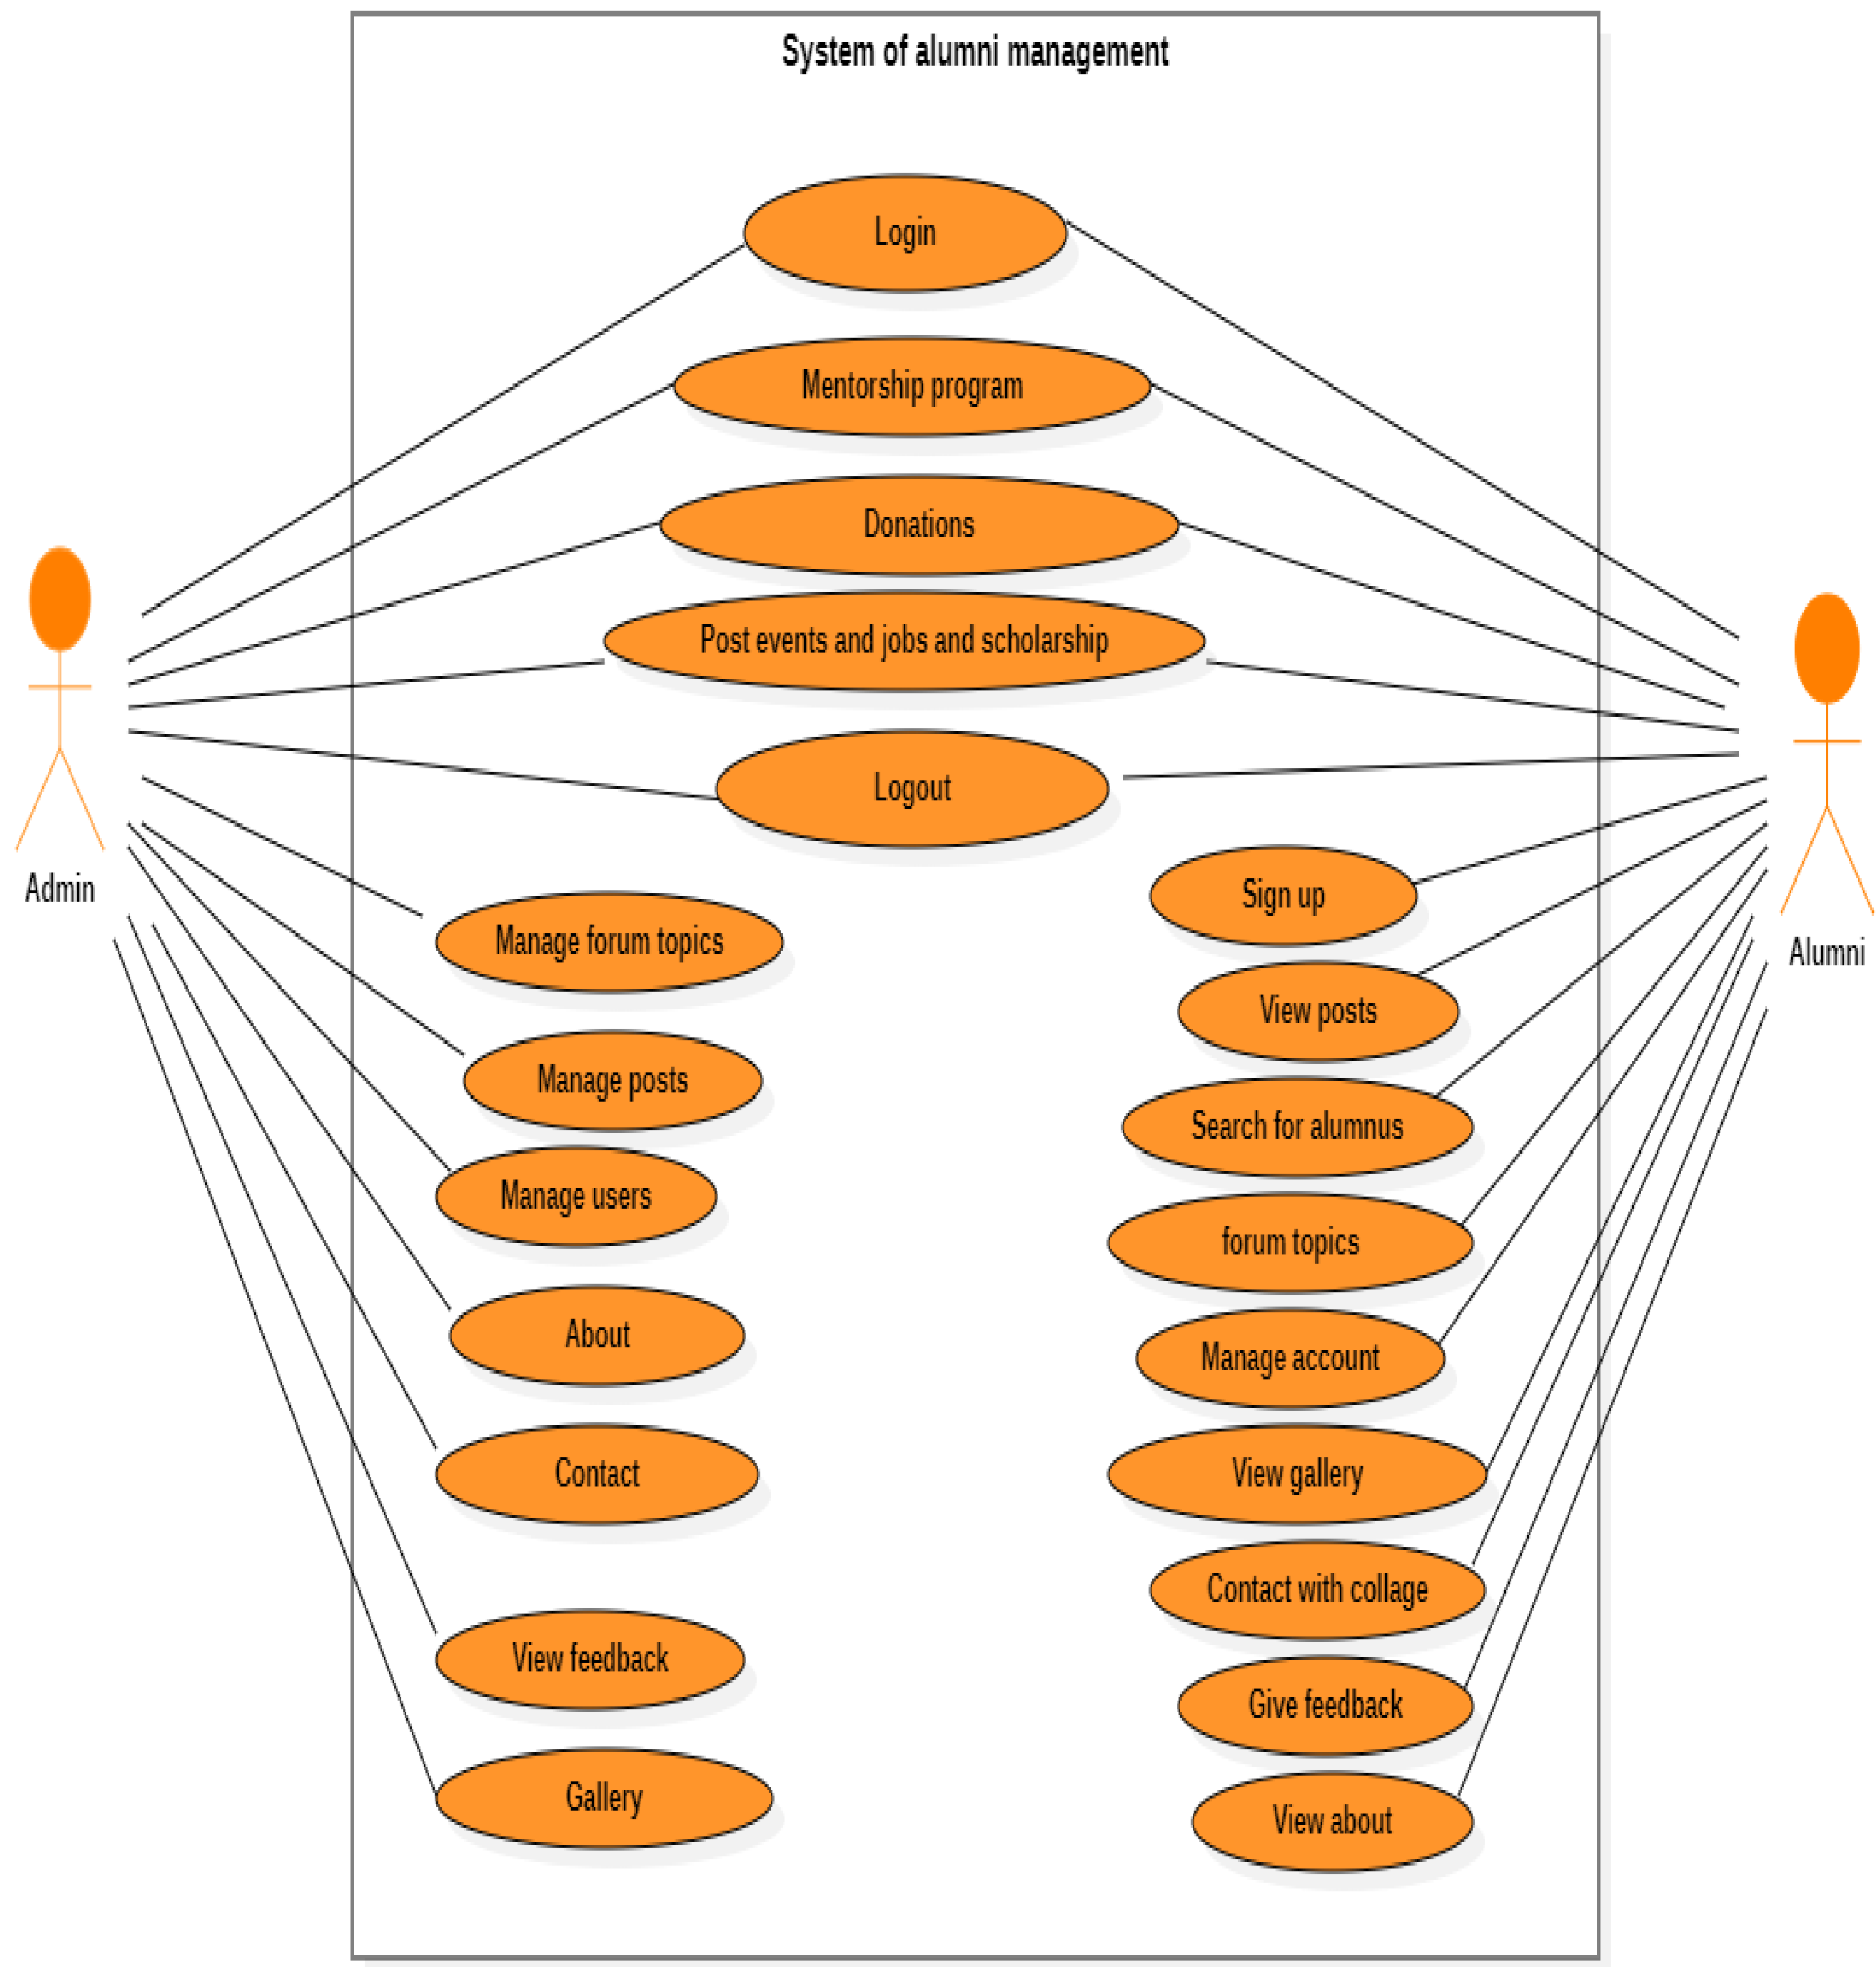 System of alumni management
Login
Mentorship program
Donations
Post events and jobs and scholarship
Logout
Admin
Alumni
Manage forum topics
Manage posts
Manage users
About
Contact
View feedback
Gallery
Sign up
View posts
Search for alumnus
forum topics
Manage account
View gallery
Contact with collage
Give feedback
View about